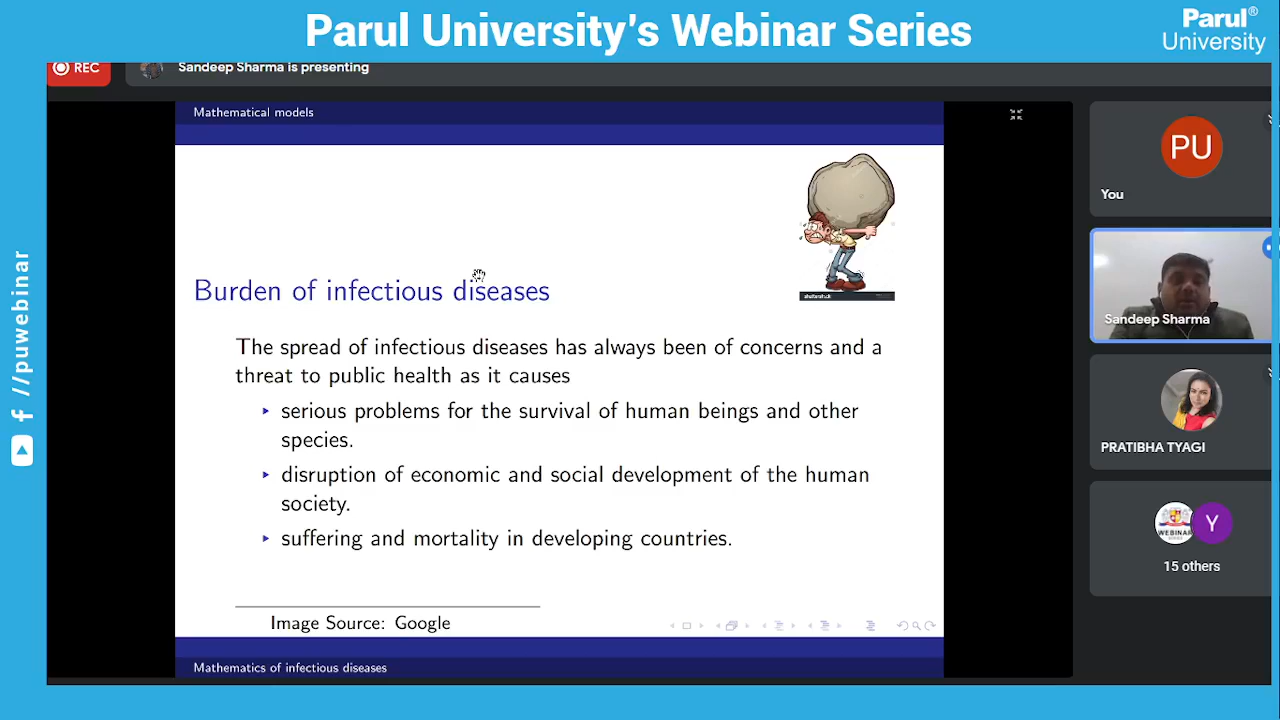 Parul University's Webinar Series
Parul®
University
REC
Sandeep Sharma is presenting
Mathematical models
PU
You
shutterstock
Burden of infectious diseases
The spread of infectious diseases has always been of concerns and a
threat to public health as it causes
serious problems for the survival of human beings and other
species.
disruption of economic and social development of the human
society.
suffering and mortality in developing countries.
Image Source: Google
Mathematics of infectious diseases
Sandeep Sharma
PRATIBHA TYAGI
WEBINAR
Y
15 others
//puwebinar